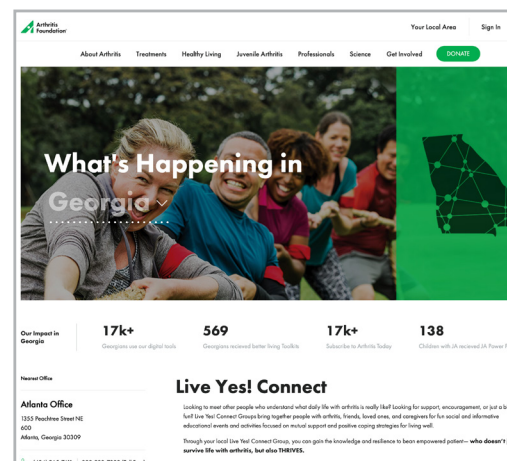 Arthritis
Foundation
Your Local Area Sign In
About Arthritis Treatments Healthy Living Juvenile Arthritis Professionals Science Get Involved DONATE
What's Happening in
Georgia
Our Impact in
Georgia
17k+ 569 17k+ 138
Georgians use our digital tools Georgians recieved better living Toolkits Subscribe to Arthritis Today Children with JA recieved JA Power
Nearest Office
Live Yes! Connect
Atlanta Office
1355 Peachtree Street NE
600
Atlanta, Georgia 30309
Looking to meet other people who understand what daily life with arthritis is really like? Looking for support, encouragement, or just a
fun? Live Yes! Connect Groups bring together people with arthritis, friends, loved ones, and caregivers for fun social and informative
educational events and activities focused on mutual support and positive coping strategies for living well.
Through your local Live Yes! Connect Group, you can gain the knowledge and resilience to bean empowered patient— who doesn't
survive life with arthritis, but also THRIVES.